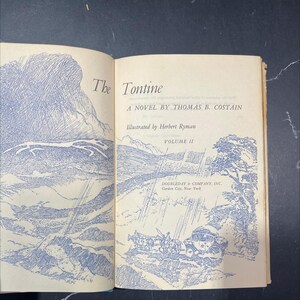 The Tontine
A NOVEL BY THOMAS B. COSTAIN
Illustrated by Herbert Ryman
VOLUME II
DOUBLEDAY & COMPANY, INC.
Garden City, New York